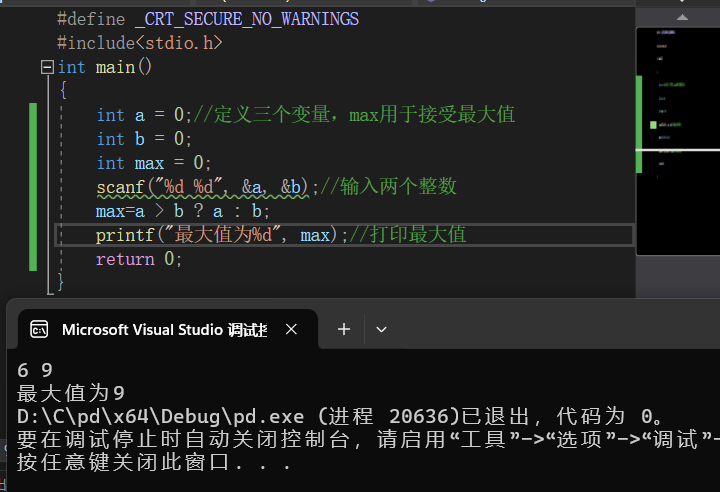 #define _CRT_SECURE_NO_WARNINGS
#include<stdio.h>
int main()
{
int a = 0;//定义三个变量，max用于接受最大值
int b = 0;
int max = 0;
scanf("%d %d", &a, &b);//输入两个整数
max=a > b ? a : b;
printf("最大值为%d", max);//打印最大值
return 0;
}
Microsoft Visual Studio 调试控
6 9
最大值为9
D:\C\pd\x64\Debug\pd.exe (进程 20636)已退出，代码为 0。
要在调试停止时自动关闭控制台，请启用“工具”->“选项”->“调试”-
按任意键关闭此窗口. . .